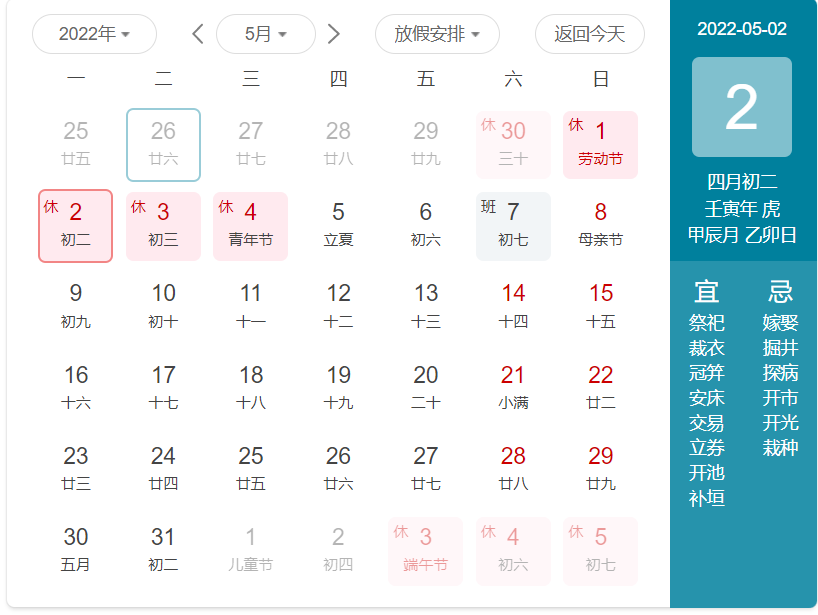 2022年 5月 放假安排 返回今天
一 二 三 四 五 六 日
25 26 27 28 29 休 30 休 1
廿五 廿六 廿七 廿八 廿九 三十 劳动节
休 2 休 3 休 4 5 6 班 7 8
初二 初三 青年节 立夏 初六 初七 母亲节
9 10 11 12 13 14 15
初九 初十 十一 十二 十三 十四 十五
16 17 18 19 20 21 22
十六 十七 十八 十九 二十 小满 廿二
23 24 25 26 27 28 29
廿三 廿四 廿五 廿六 廿七 廿八 廿九
30 31 1 2 休 3 休 4 休 5
五月 初二 儿童节 初四 端午节 初六 初七
2022-05-02
2
四月初二
壬寅年 虎
甲辰月 乙卯日
宜 忌
祭祀 嫁娶
裁衣 掘井
冠笄 探病
安床 开市
交易 开光
立券 栽种
开池
补垣